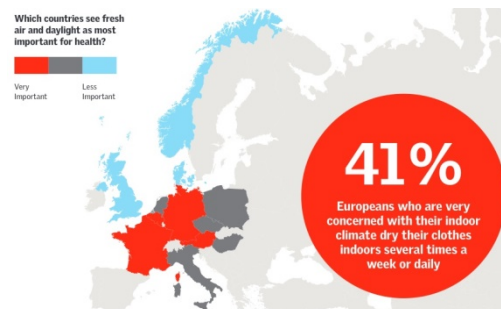 Which countries see fresh
air and daylight as most
important for health?
Very
Important
Less
Important
41%
Europeans who are very
concerned with their indoor
climate dry their clothes
indoors several times a
week or daily